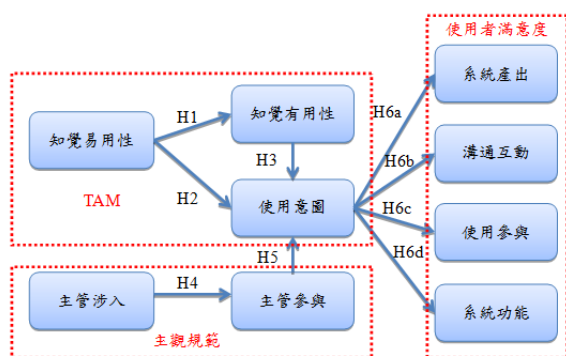 使用者滿意度
系統產出
H6a
知覺有用性
H1
知覺易用性
H3
H6b
溝通互動
H2
TAM
使用意圖
H6c
使用參與
H6d
H5
主管涉入
H4
主管參與
系統功能
主觀規範